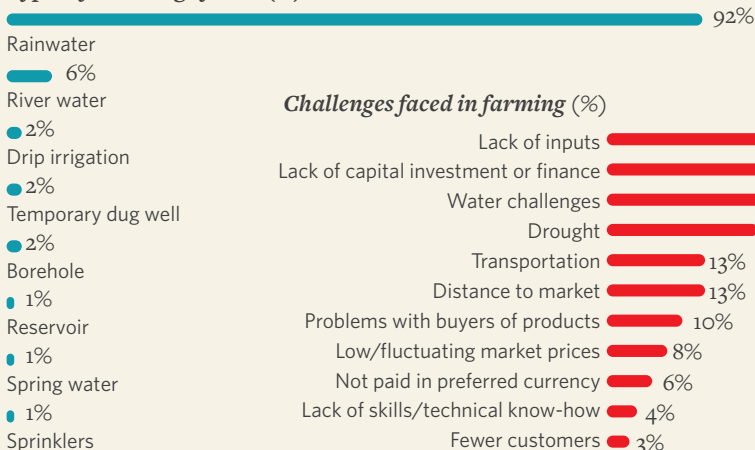 92%
Rainwater
6%
River water
2%
Drip irrigation
2%
Temporary dug well
2%
Borehole
1%
Reservoir
1%
Spring water
1%
Sprinklers
Challenges faced in farming (%)
Lack of inputs
Lack of capital investment or finance
Water challenges
Drought
Transportation 13%
Distance to market 13%
Problems with buyers of products 10%
Low/fluctuating market prices 8%
Not paid in preferred currency 6%
Lack of skills/technical know-how 4%
Fewer customers 3%